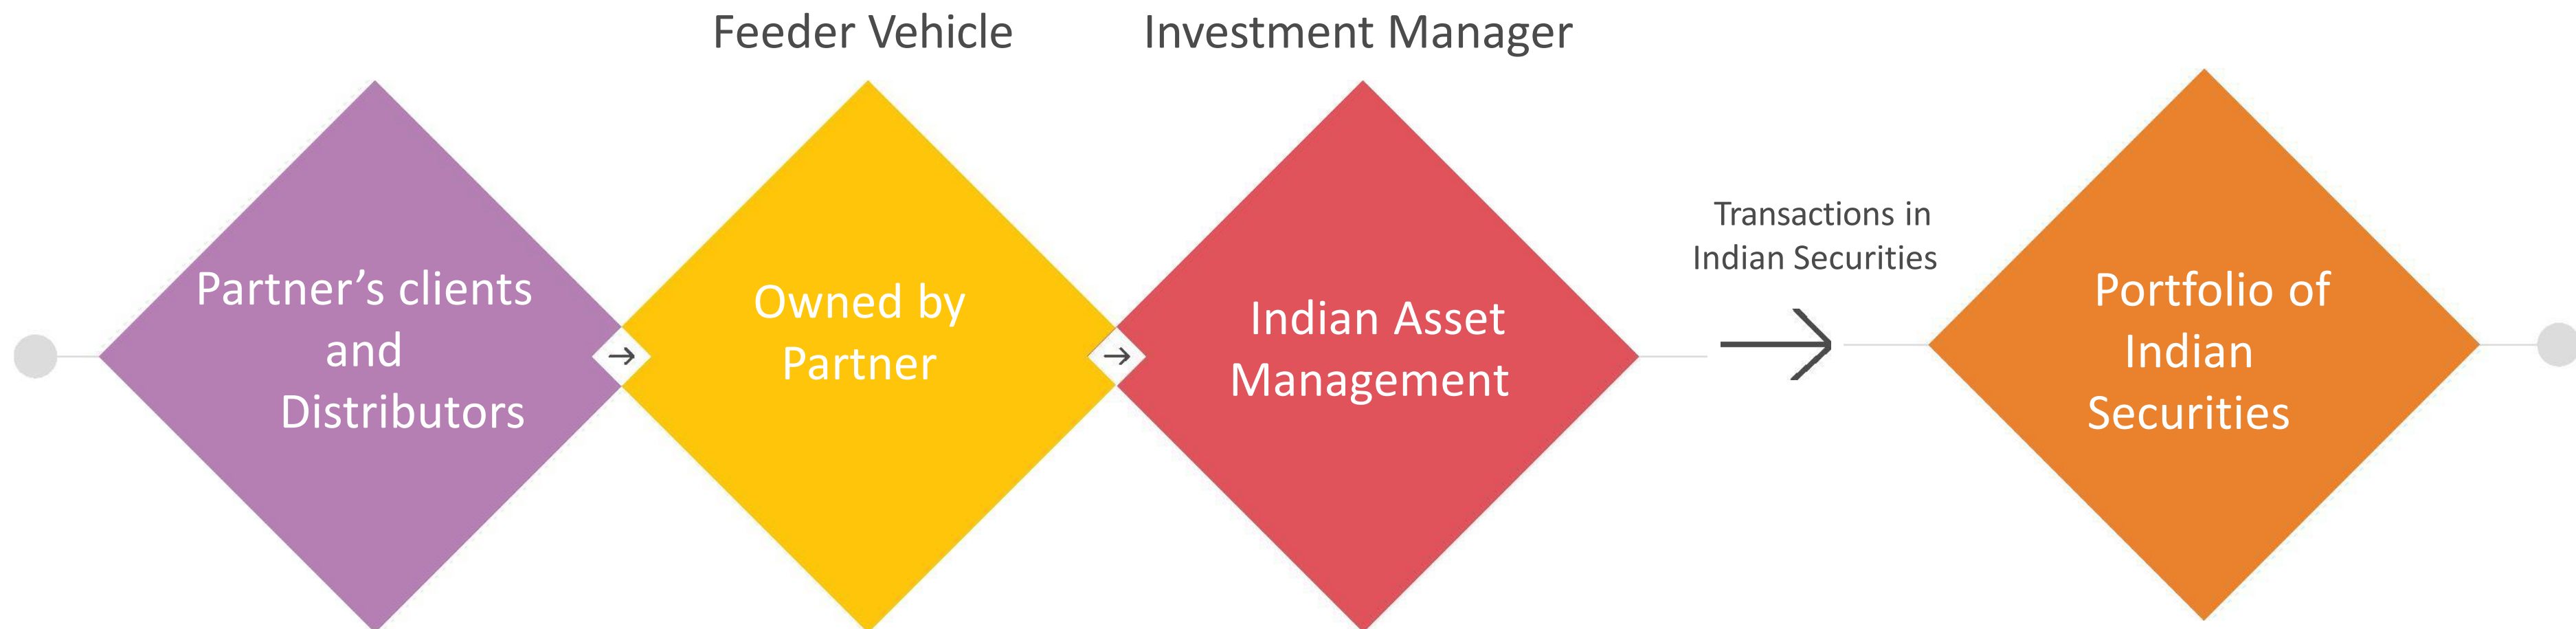 Feeder Vehicle
Investment Manager
Partner’s clients
and
Distributors
Owned by
Partner
Indian Asset
Management
Transactions in
Indian Securities
Portfolio of
Indian
Securities